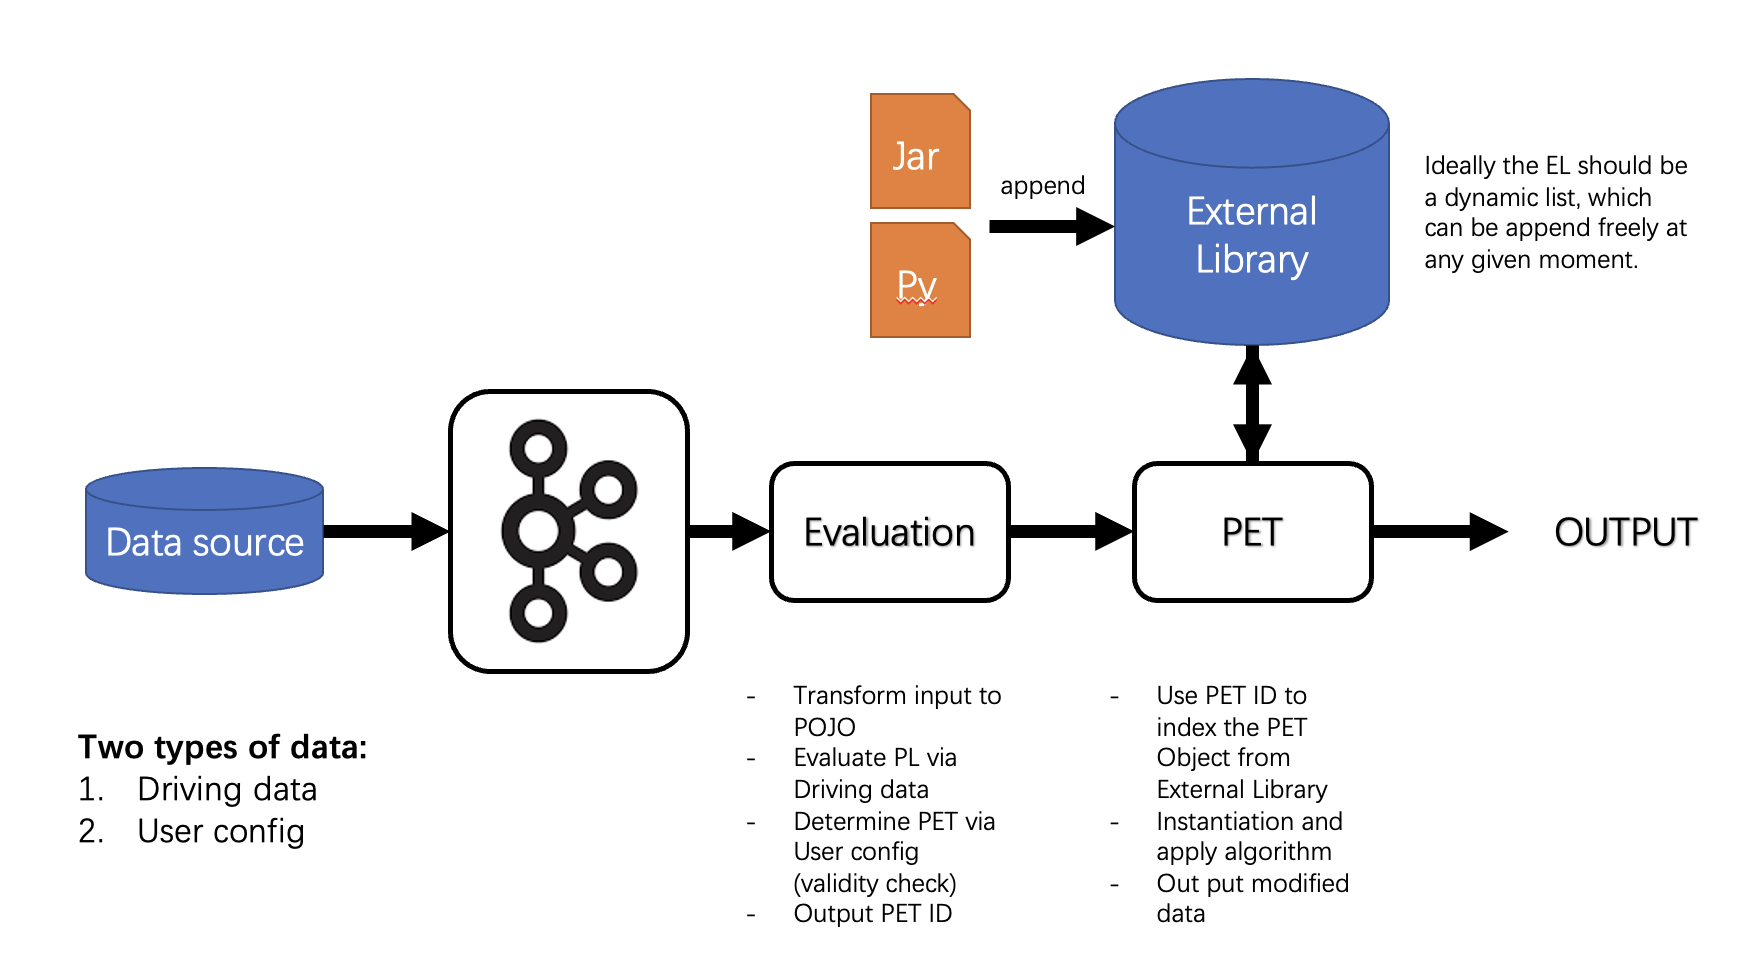 Jar
Py
append
External
Library
Ideally the EL should be
a dynamic list, which
can be append freely at
any given moment.
Data source
Evaluation
PET
OUTPUT
Two types of data:
1. Driving data
2. User config
- Transform input to
POJO
- Evaluate PL via
Driving data
- Determine PET via
User config
(validity check)
- Output PET ID
- Use PET ID to
index the PET
Object from
External Library
- Instantiation and
apply algorithm
- Out put modified
data